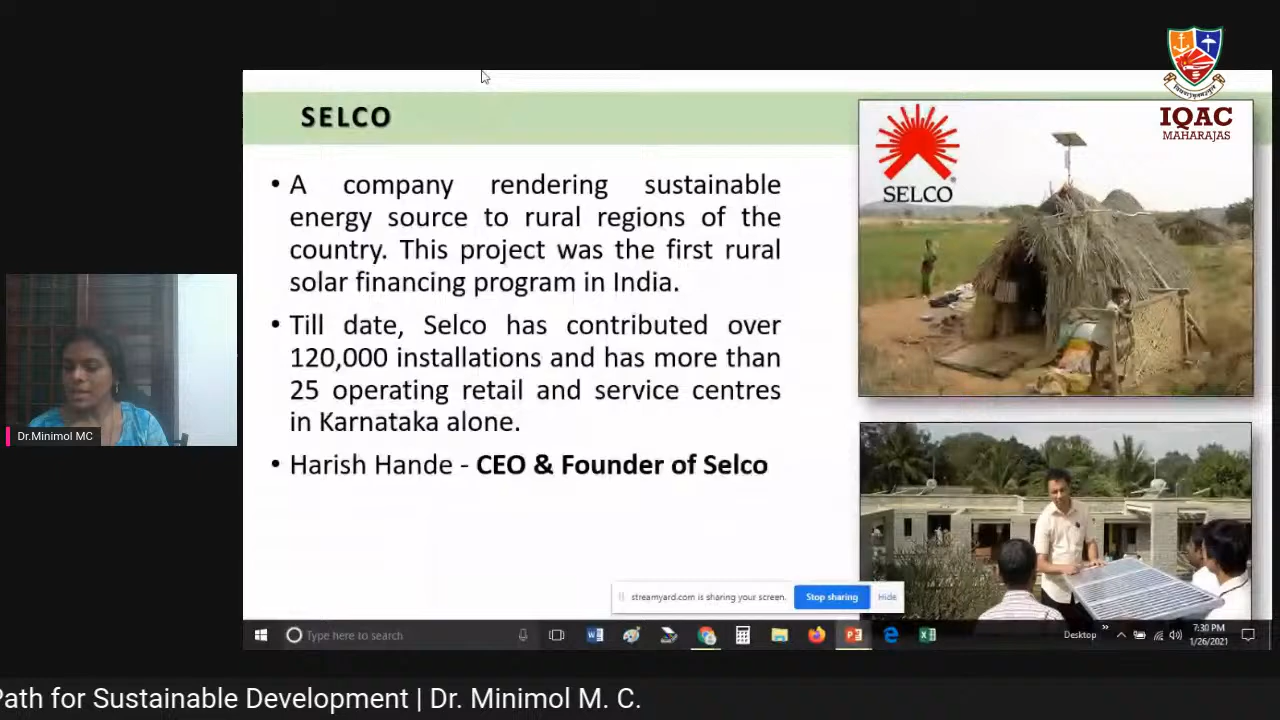 IQAC
MAHARAJAS
SELCO
SELCO
• A company rendering sustainable
energy source to rural regions of the
country. This project was the first rural
solar financing program in India.
• Till date, Selco has contributed over
120,000 installations and has more than
25 operating retail and service centres
in Karnataka alone.
• Harish Hande - CEO & Founder of Selco
Dr.Minimol MC
streamyard.com is sharing your screen.
Stop sharing
Hide
Type here to search
Desktop
7:30 PM
1/26/2021
Path for Sustainable Development | Dr. Minimol M. C.